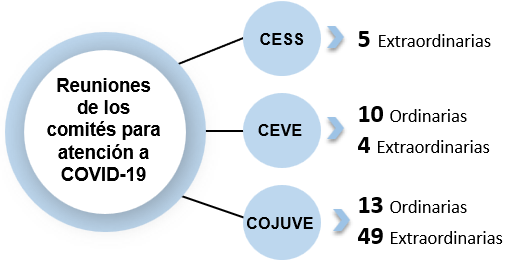 Reuniones
de los
comités para
atención a
COVID-19
CESS
5 Extraordinarias
CEVE
10 Ordinarias
4 Extraordinarias
COJUVE
13 Ordinarias
49 Extraordinarias